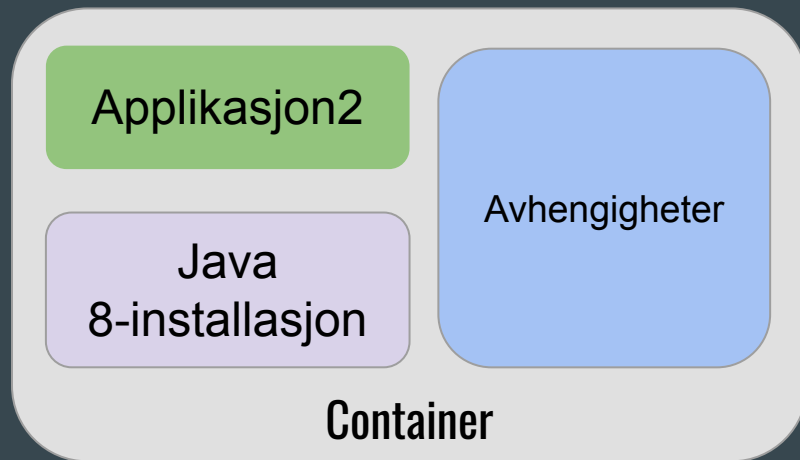 Applikasjon2
Java
8-installasjon
Avhengigheter
Container